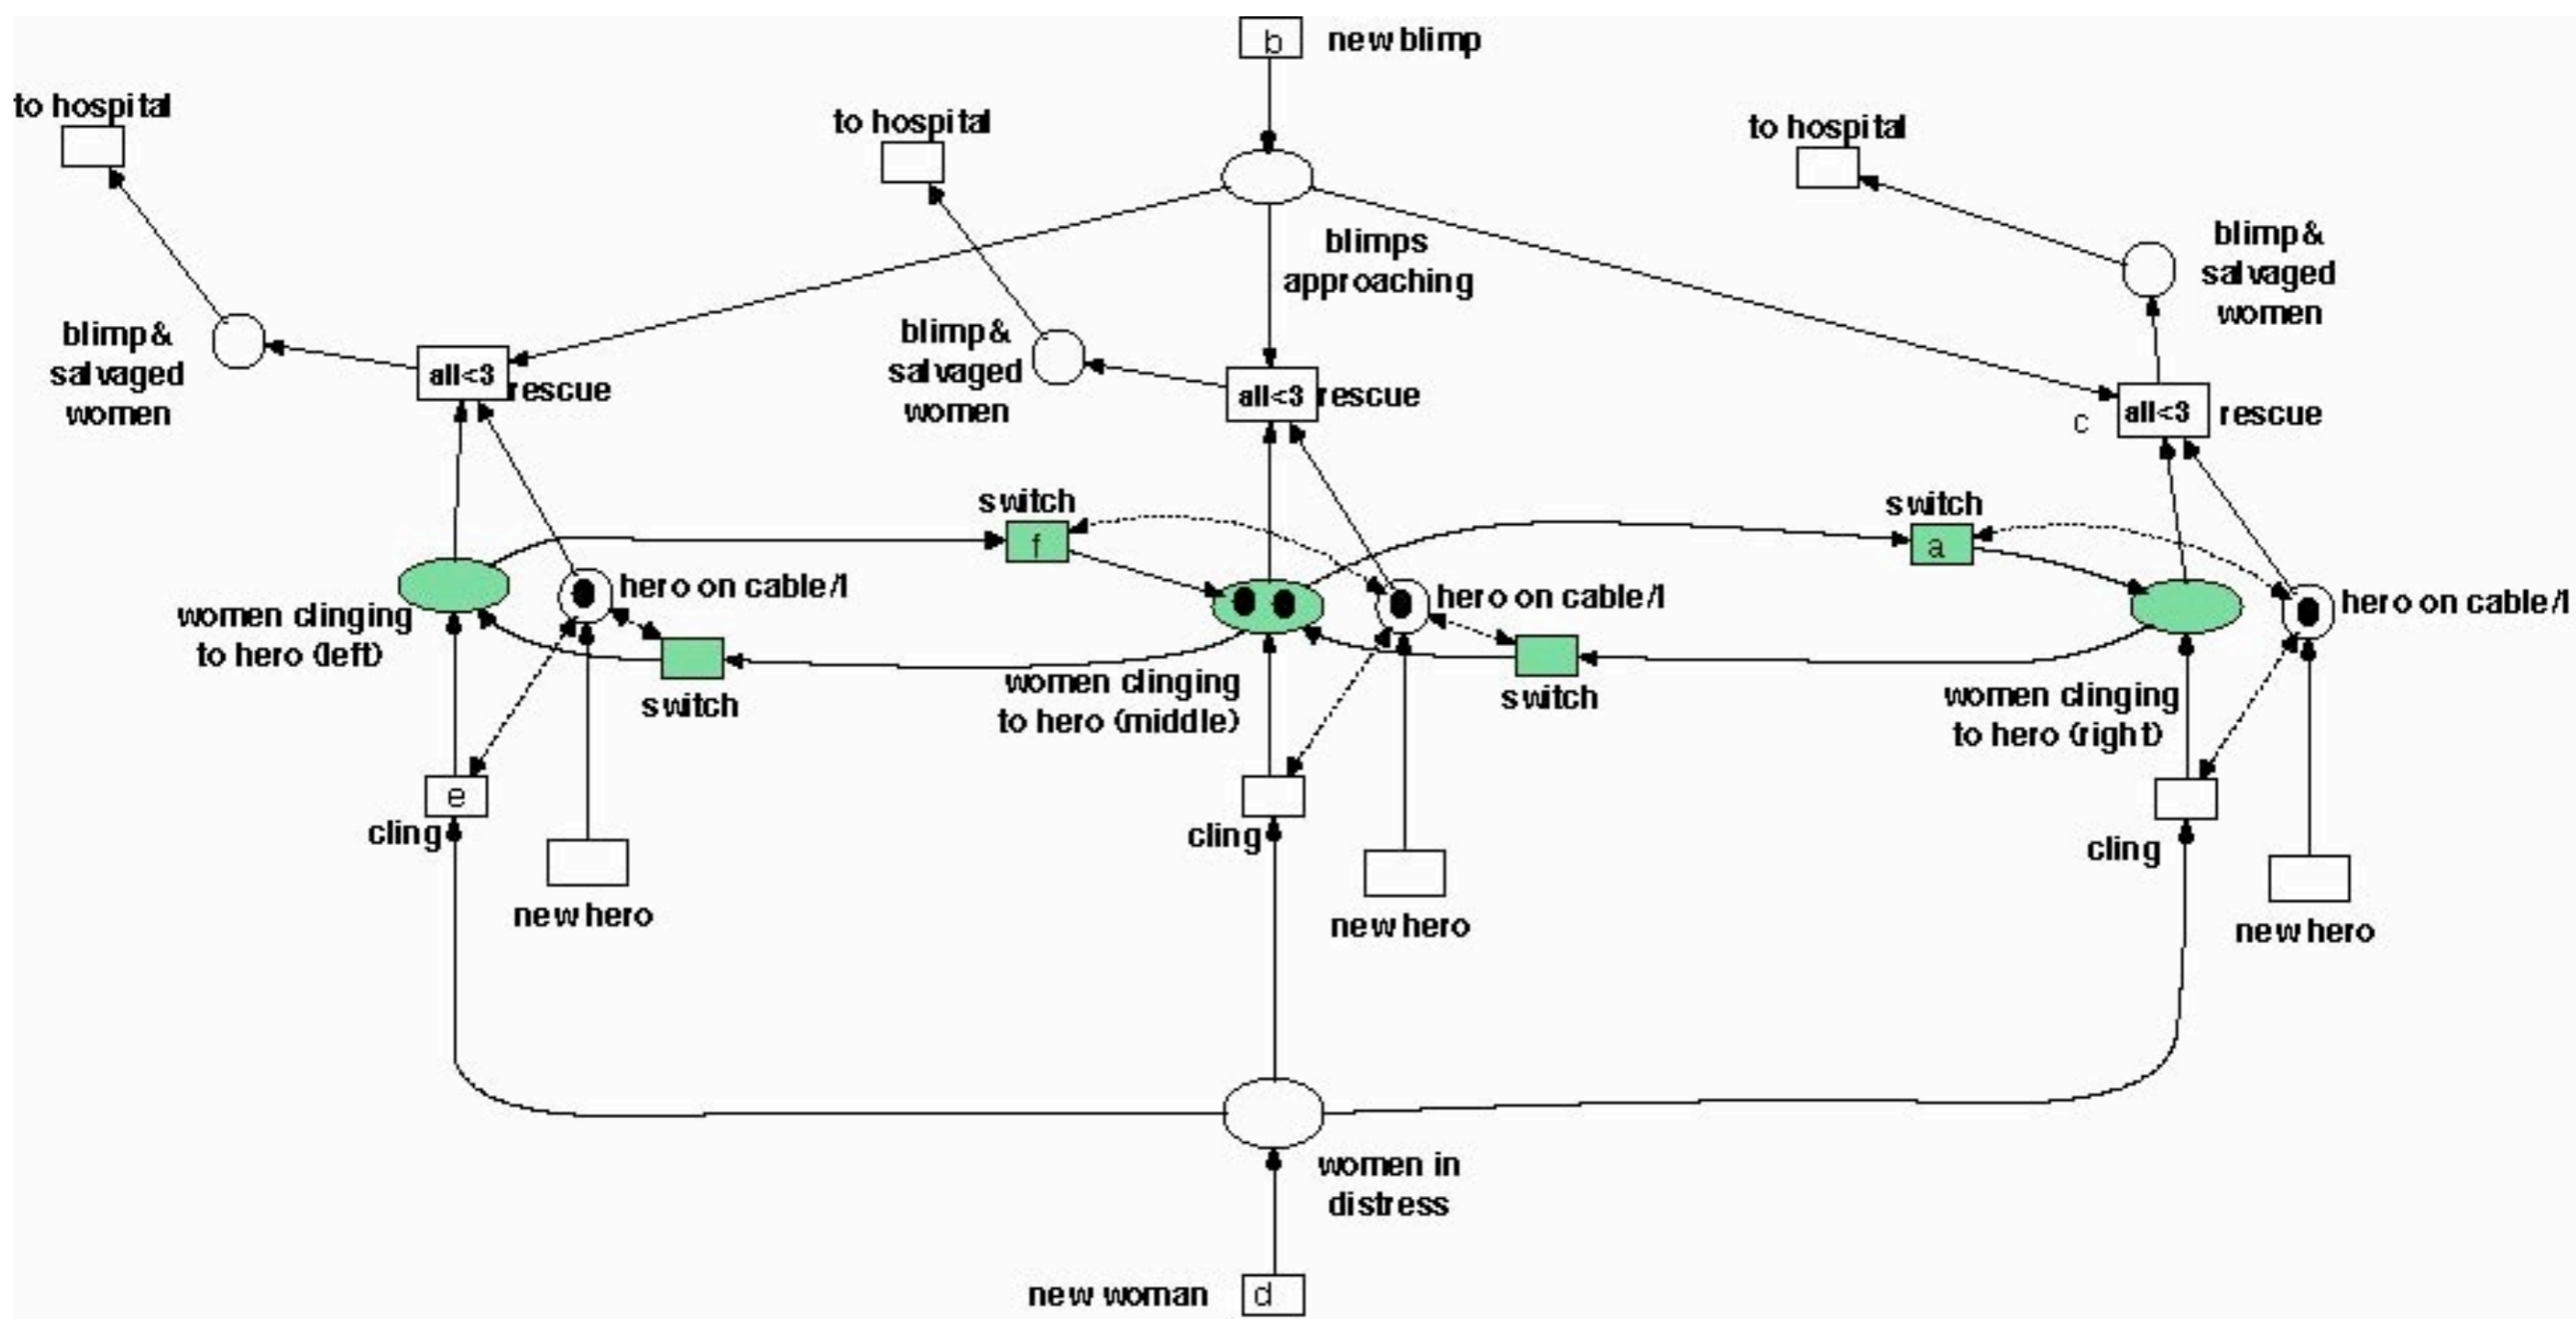 b new blimp
to hospital
to hospital
to hospital
blimp &
salvaged
women
blimps
approaching
blimp &
salvaged
women
blimp &
salvaged
women
all<3 rescue
all<3 rescue
c all<3 rescue
switch
f
switch
a
hero on cable/1
hero on cable/1
hero on cable/1
women clinging
to hero (left)
switch
women clinging
to hero (middle)
switch
women clinging
to hero (right)
e
cling
cling
cling
new hero
new hero
new hero
women in
distress
new woman d